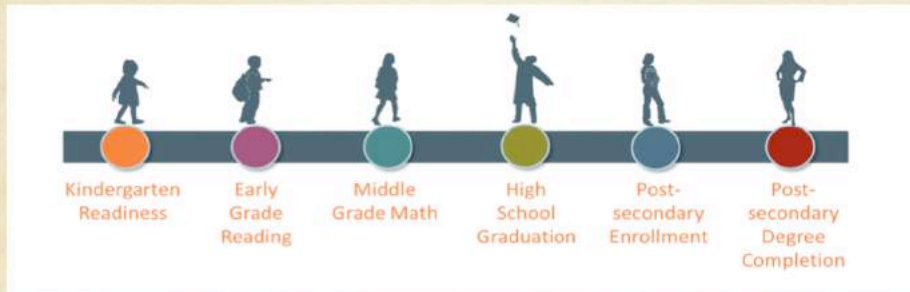 Kindergarten
Readiness
Early
Grade
Reading
Middle
Grade Math
High
School
Graduation
Post-
secondary
Enrollment
Post-
secondary
Degree
Completion